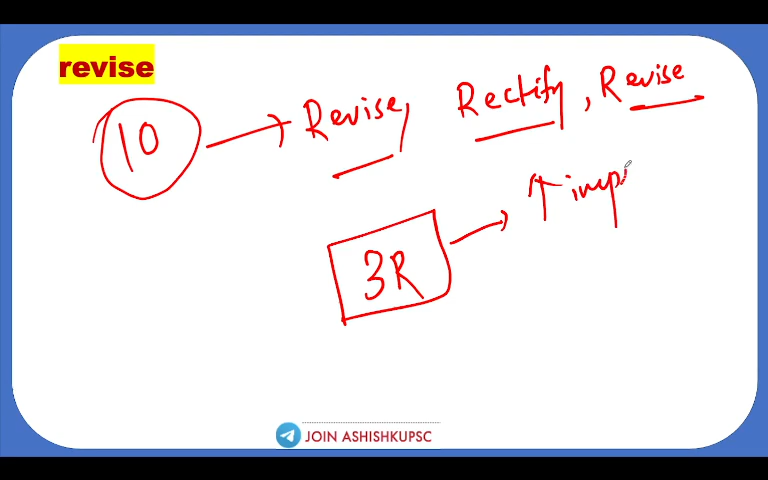 revise
10 → Revise, Rectify, Revise
3R → ↑ imp
JOIN ASHISHKUPSC